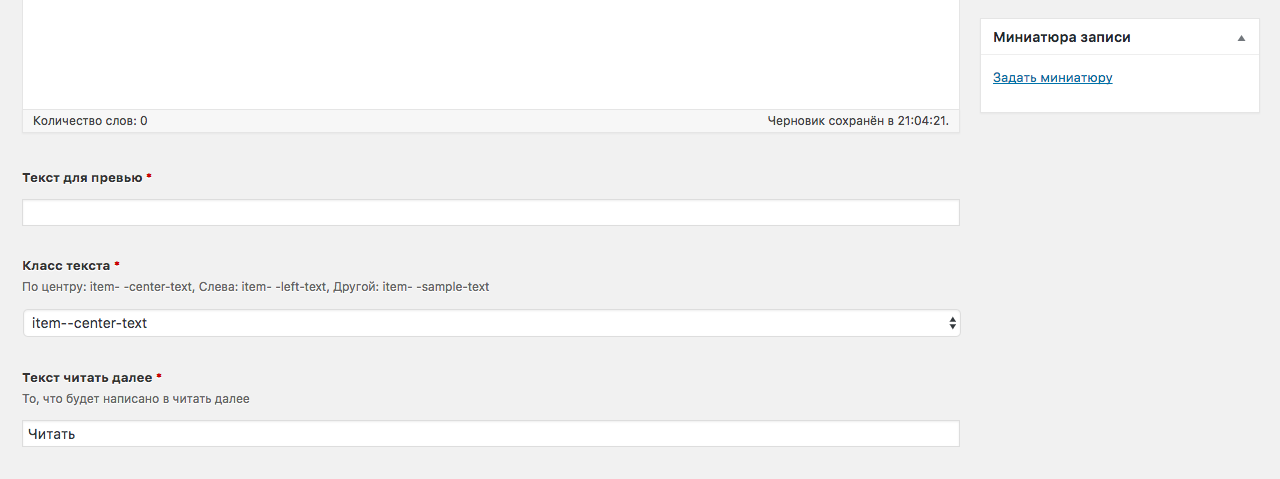 Миниатюра записи
Задать миниатюру
Количество слов: 0
Черновик сохранён в 21:04:21.
Текст для превью *
Класс текста *
По центру: item- -center-text, Слева: item- -left-text, Другой: item- -sample-text
item--center-text
Текст читать далее *
То, что будет написано в читать далее
Читать